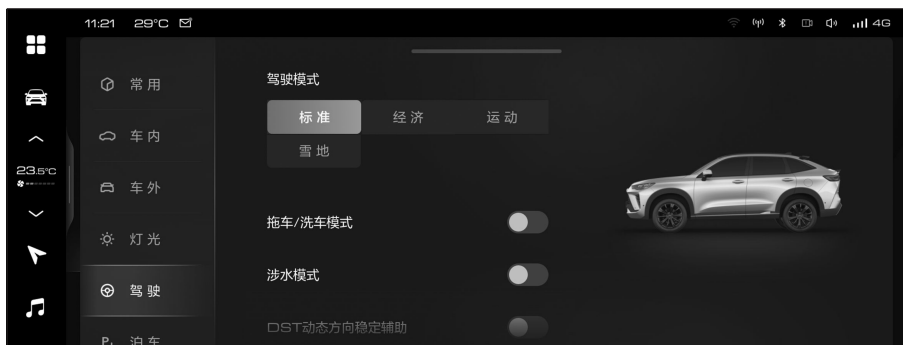 11:21 29°C 4G
常用
车内
车外
灯光
驾驶
P 泊车
23.5°C
驾驶模式
标准 经济 运动
雪地
拖车/洗车模式
涉水模式
DST动态方向稳定辅助